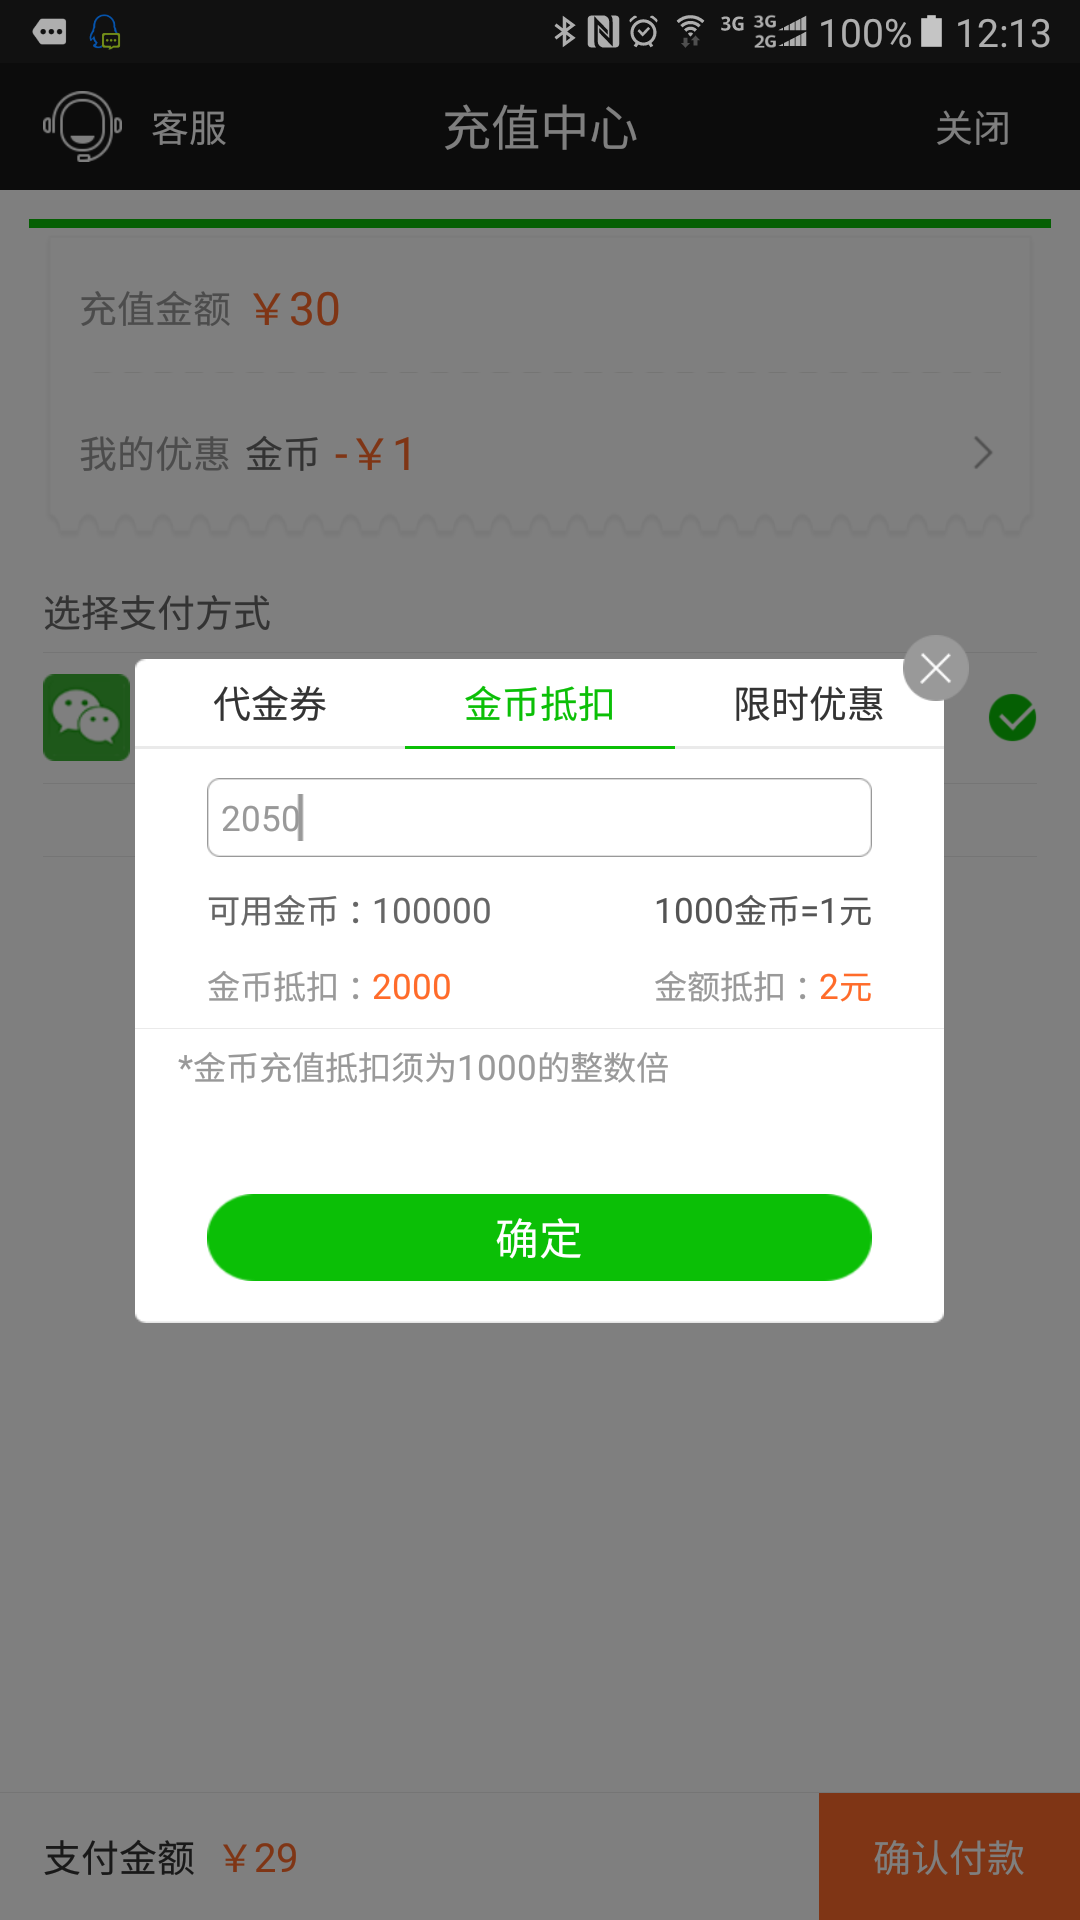 3G 3G 2G 100% 12:13
客服 充值中心 关闭
充值金额 ￥30
我的优惠 金币 -￥1
选择支付方式
代金券 金币抵扣 限时优惠
2050
可用金币：100000 1000金币=1元
金币抵扣：2000 金额抵扣：2元
*金币充值抵扣须为1000的整数倍
确定
支付金额 ￥29 确认付款